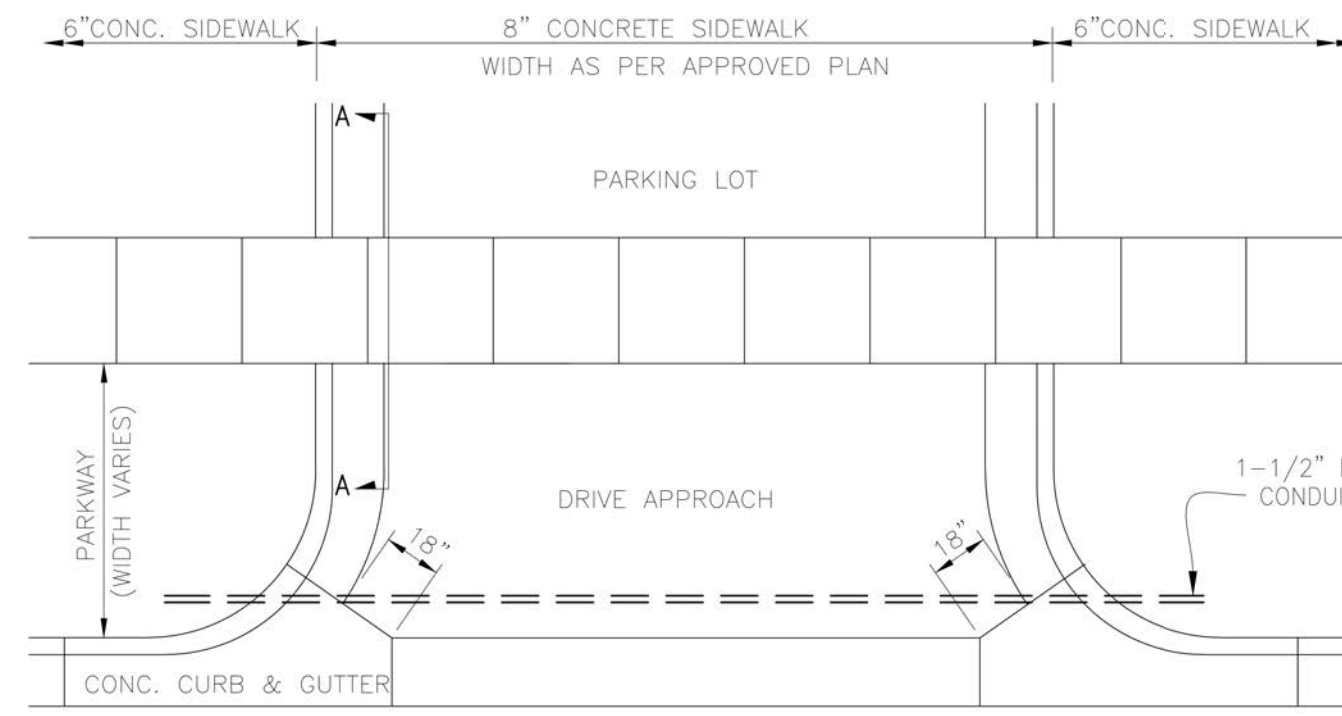 6"CONC. SIDEWALK
8" CONCRETE SIDEWALK
6"CONC. SIDEWALK
WIDTH AS PER APPROVED PLAN
A
PARKING LOT
PARKWAY
(WIDTH VARIES)
A
DRIVE APPROACH
1-1/2"
18"
18"
CONC. CURB & GUTTER